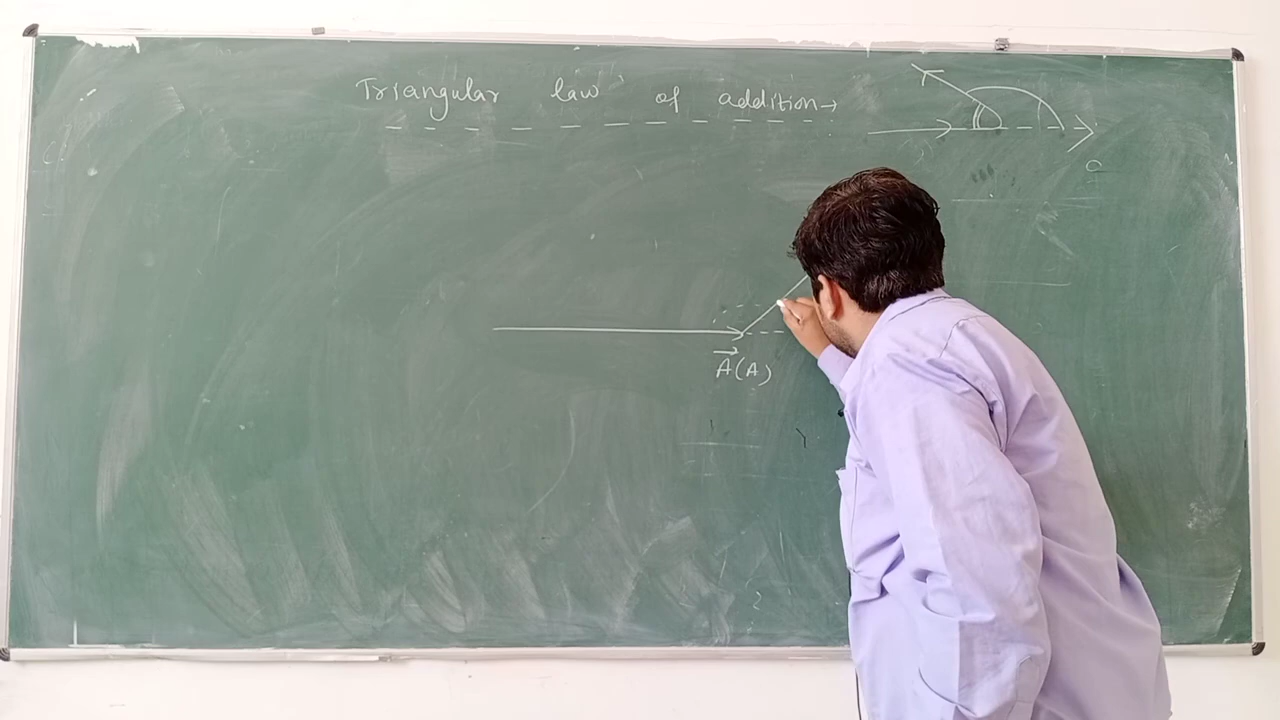 Triangular law of addition→
A⃗(A)